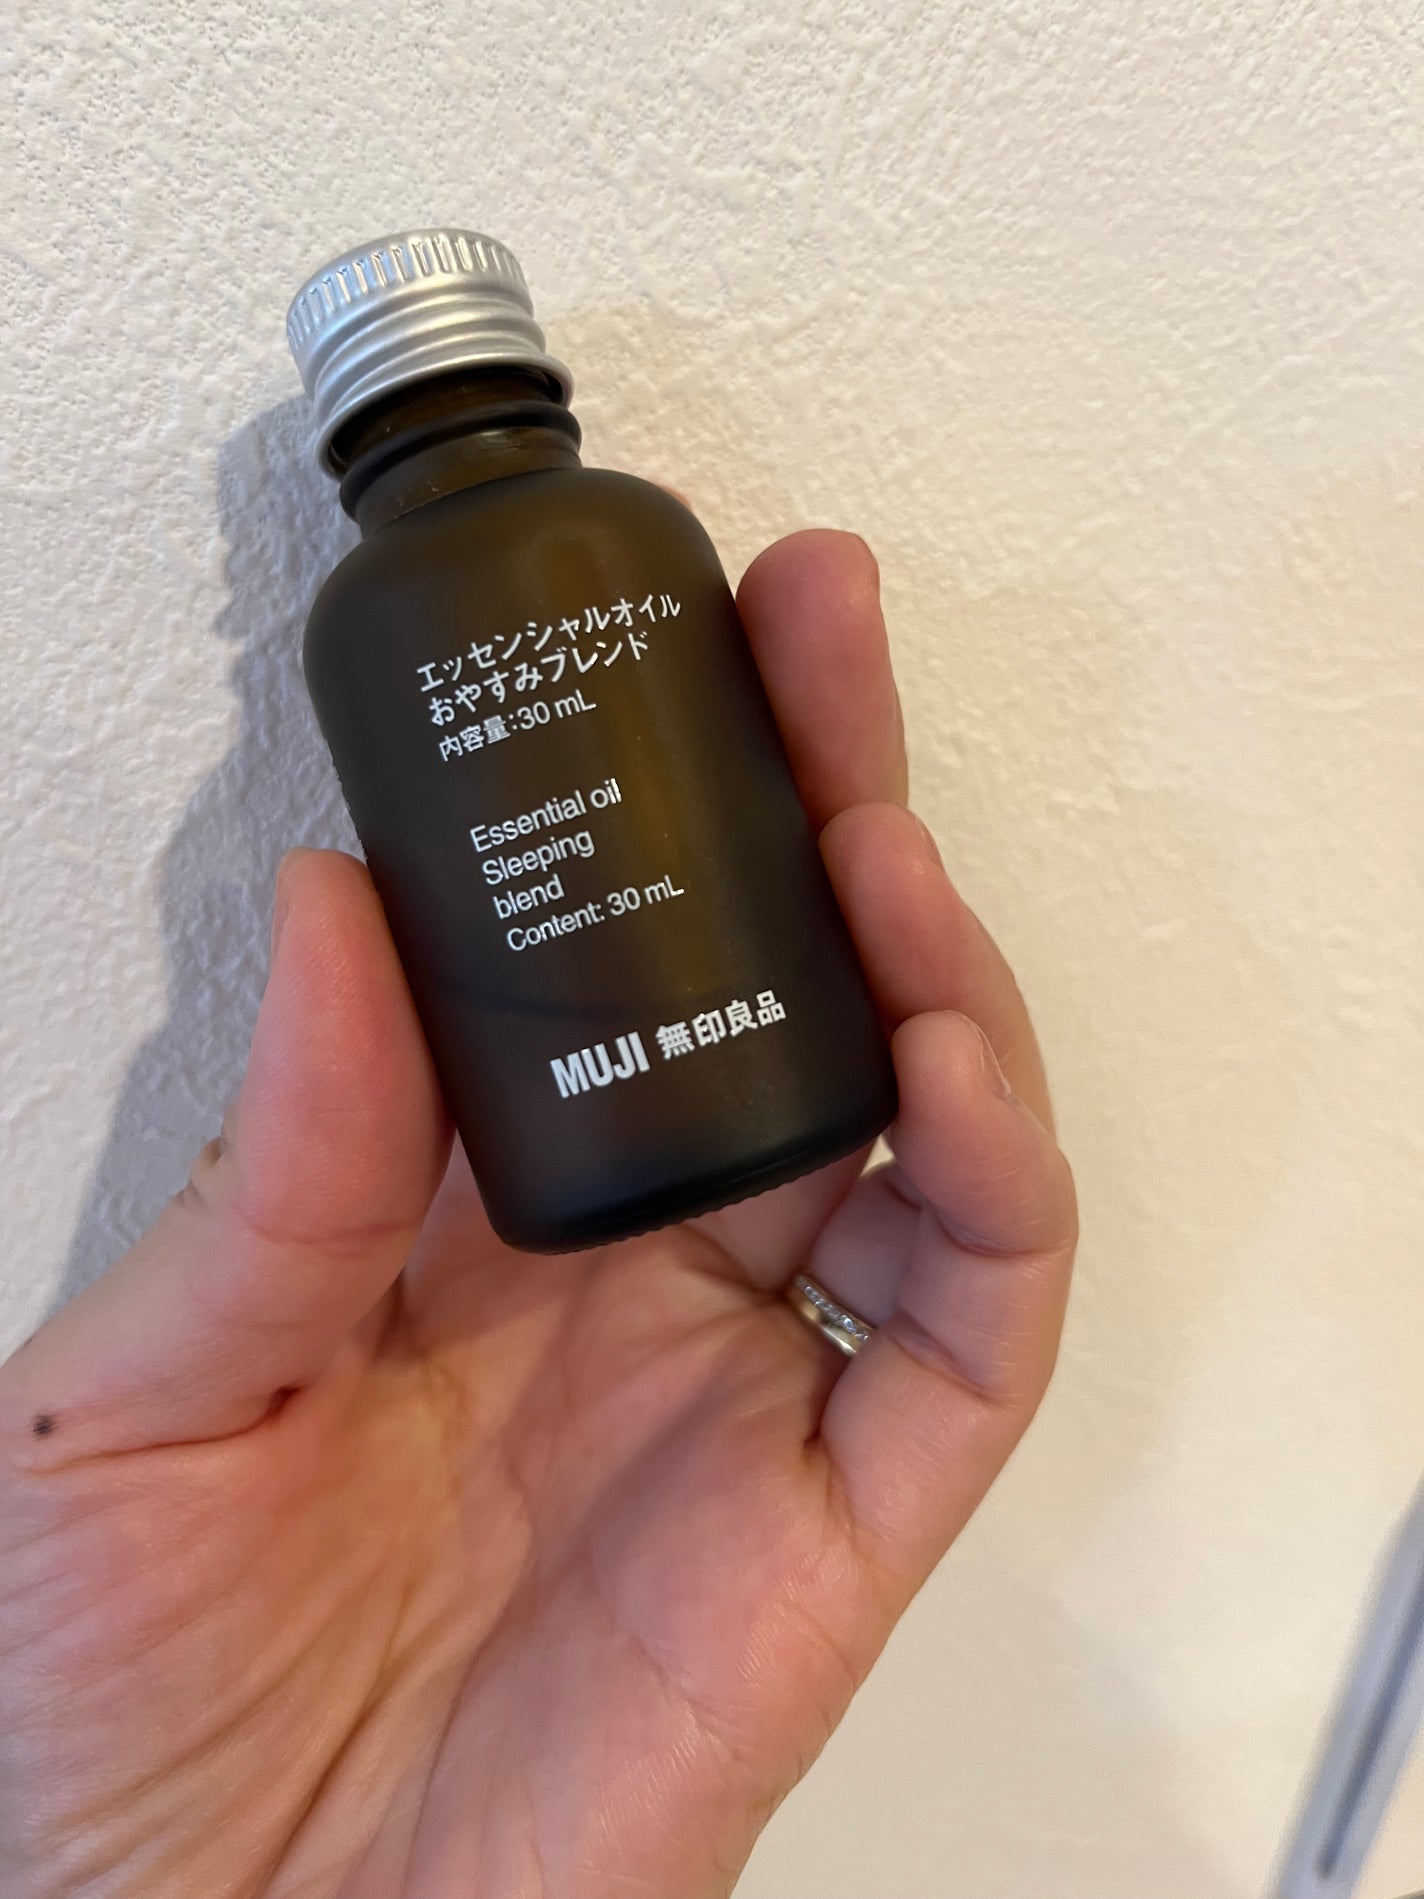 エッセンシャルオイル
おやすみブレンド
内容量:30 mL
Essential oil
Sleeping
blend
Content: 30 mL
MUJI 無印良品